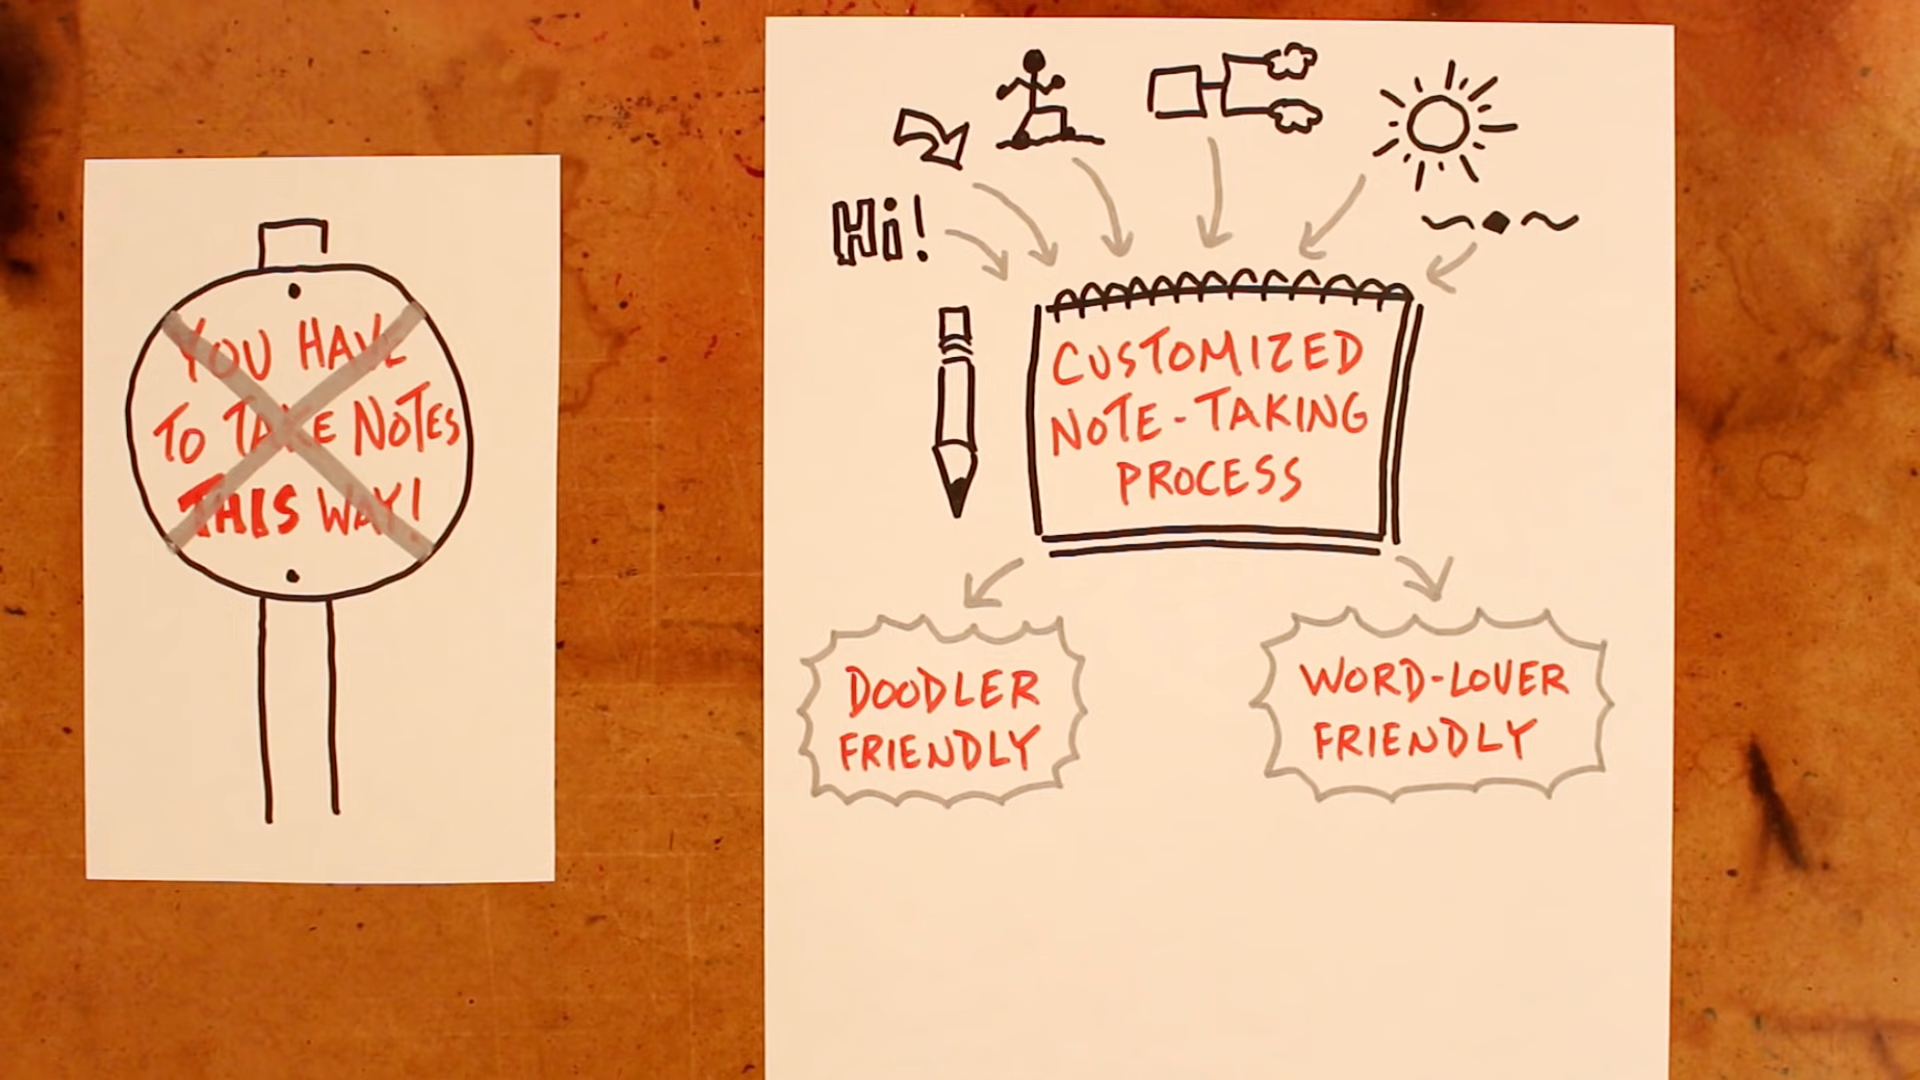 YOU HAVE
TO TAKE NOTES
THIS WAY!
Hi!
CUSTOMIZED
NOTE-TAKING
PROCESS
DOODLER
FRIENDLY
WORD-LOVER
FRIENDLY